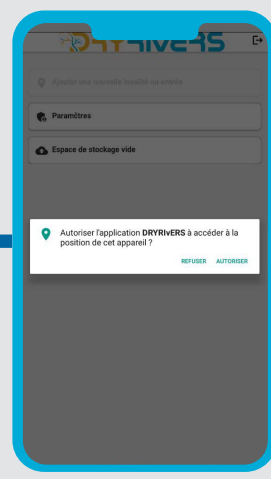 DRYRIvERS
Ajouter une nouvelle localité ou entrée
Paramètres
Espace de stockage vide
Autoriser l'application DRYRIvERS à accéder à la
position de cet appareil ?
REFUSER AUTORISER